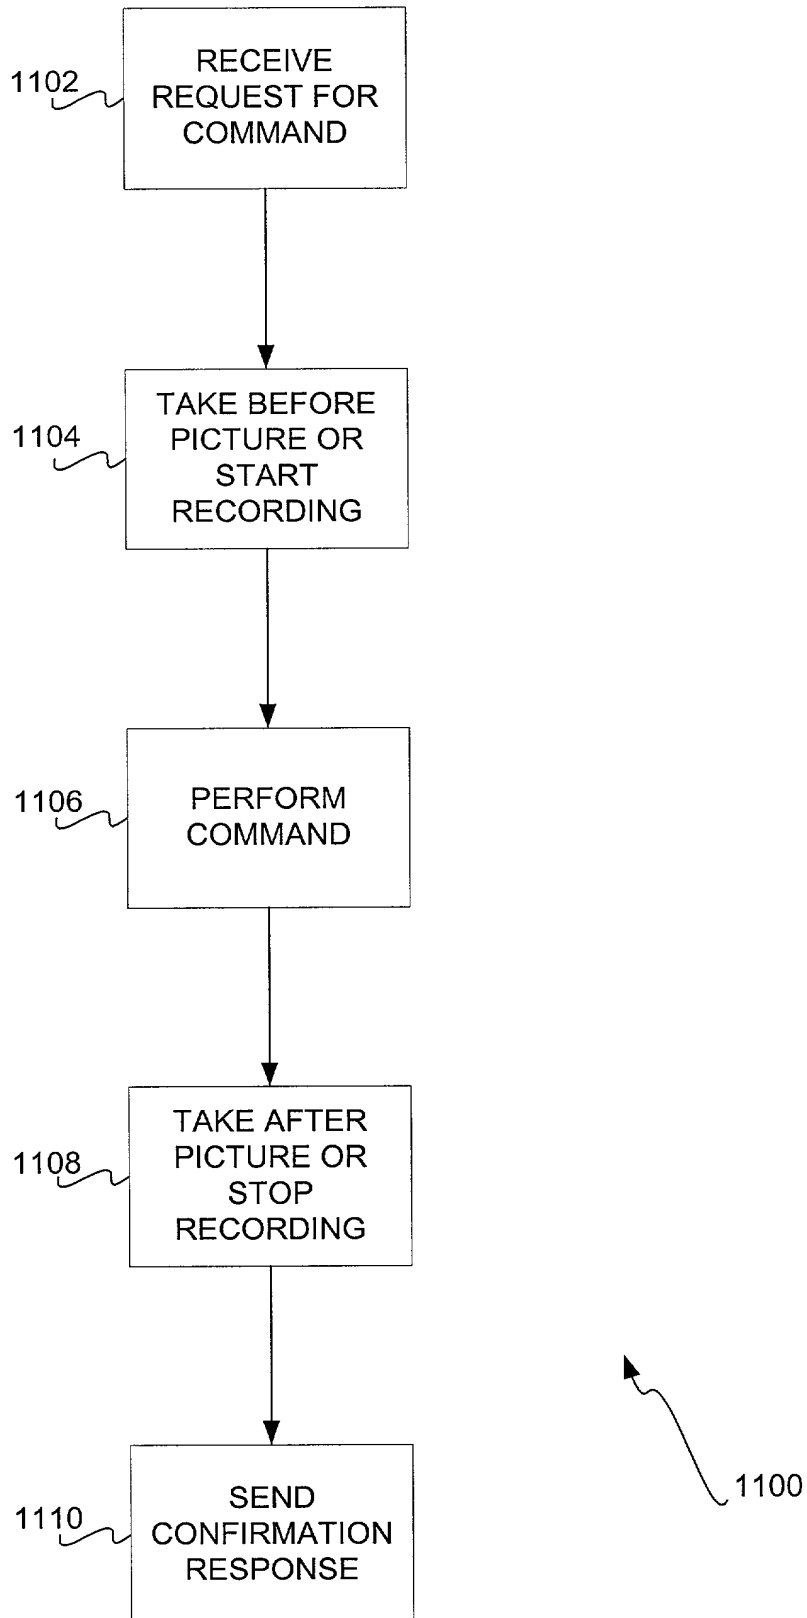 1102
RECEIVE
REQUEST FOR
COMMAND
1104
TAKE BEFORE
PICTURE OR
START
RECORDING
1106
PERFORM
COMMAND
1108
TAKE AFTER
PICTURE OR
STOP
RECORDING
1100
1110
SEND
CONFIRMATION
RESPONSE